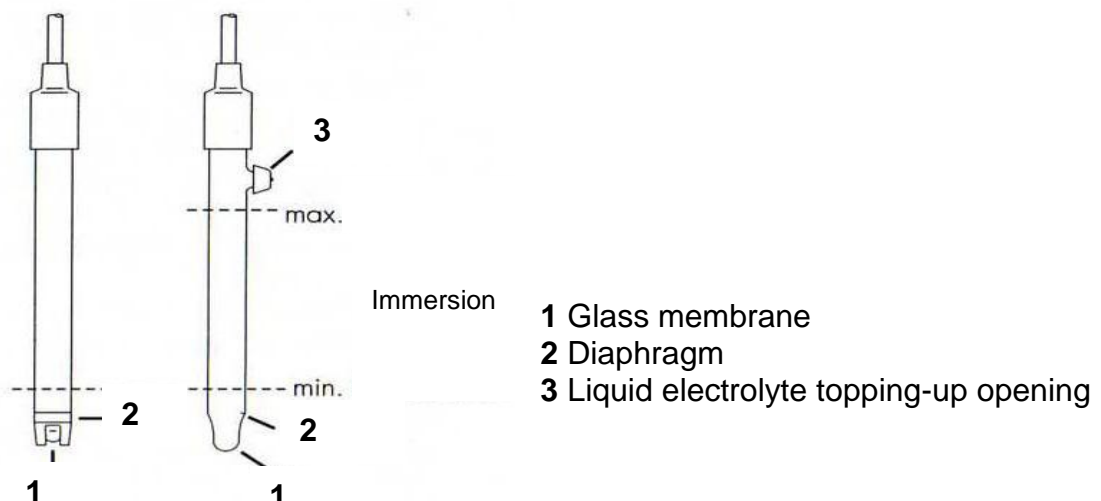 3
max.
Immersion
1 Glass membrane
2 Diaphragm
3 Liquid electrolyte topping-up opening
min.
2
2
1
1